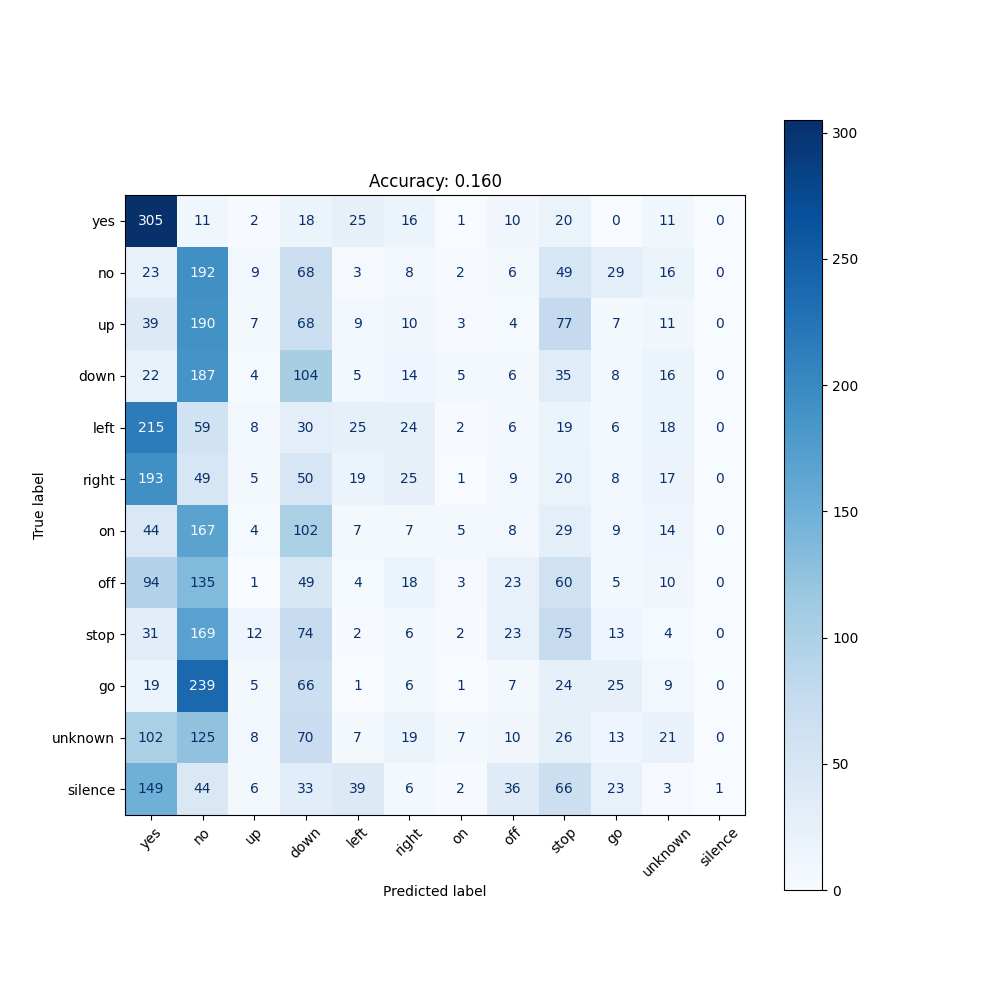 Accuracy: 0.160
yes 305 11 2 18 25 16 1 10 20 0 11 0
no 23 192 9 68 3 8 2 6 49 29 16 0
up 39 190 7 68 9 10 3 4 77 7 11 0
down 22 187 4 104 5 14 5 6 35 8 16 0
left 215 59 8 30 25 24 2 6 19 6 18 0
right 193 49 5 50 19 25 1 9 20 8 17 0
on 44 167 4 102 7 7 5 8 29 9 14 0
off 94 135 1 49 4 18 3 23 60 5 10 0
stop 31 169 12 74 2 6 2 23 75 13 4 0
go 19 239 5 66 1 6 1 7 24 25 9 0
unknown 102 125 8 70 7 19 7 10 26 13 21 0
silence 149 44 6 33 39 6 2 36 66 23 3 1
yes no up down left right on off stop go unknown silence
Predicted label
True label
300
250
200
150
100
50
0